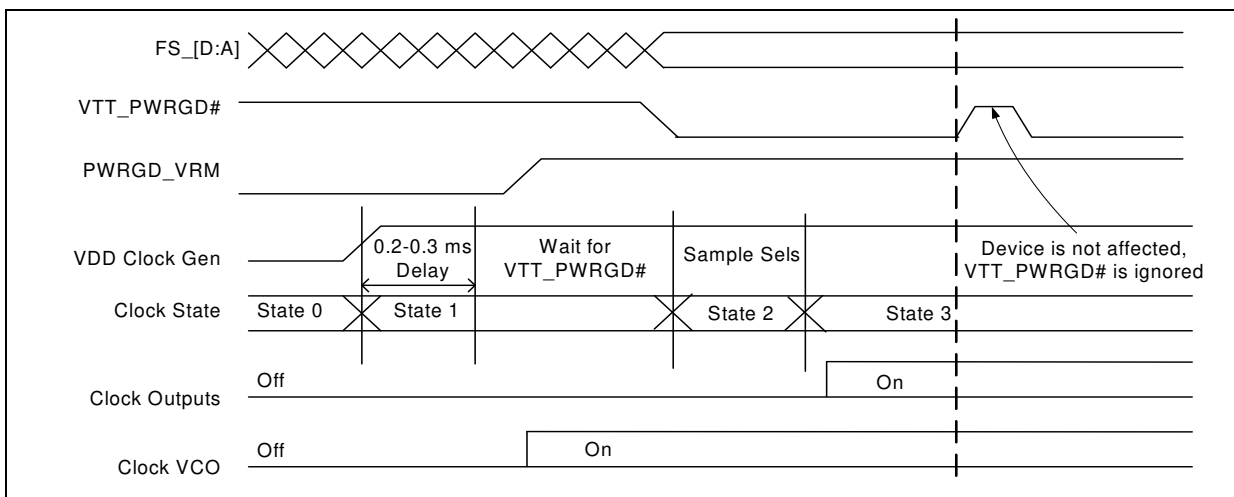 FS_[D:A]
VTT_PWRGD#
PWRGD_VRM
VDD Clock Gen
0.2-0.3 ms
Delay
Wait for
VTT_PWRGD#
Sample Sels
Device is not affected,
VTT_PWRGD# is ignored
Clock State
State 0
State 1
State 2
State 3
Clock Outputs
Off
On
Clock VCO
Off
On